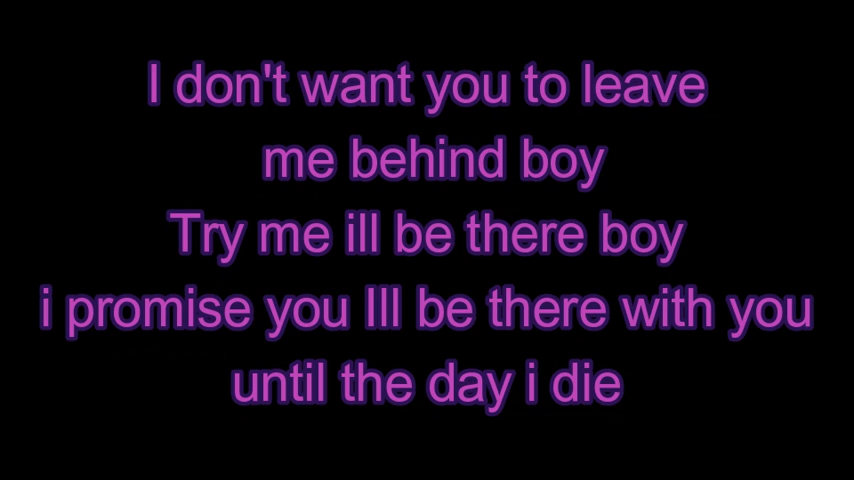 I don't want you to leave
me behind boy
Try me ill be there boy
i promise you Ill be there with you
until the day i die